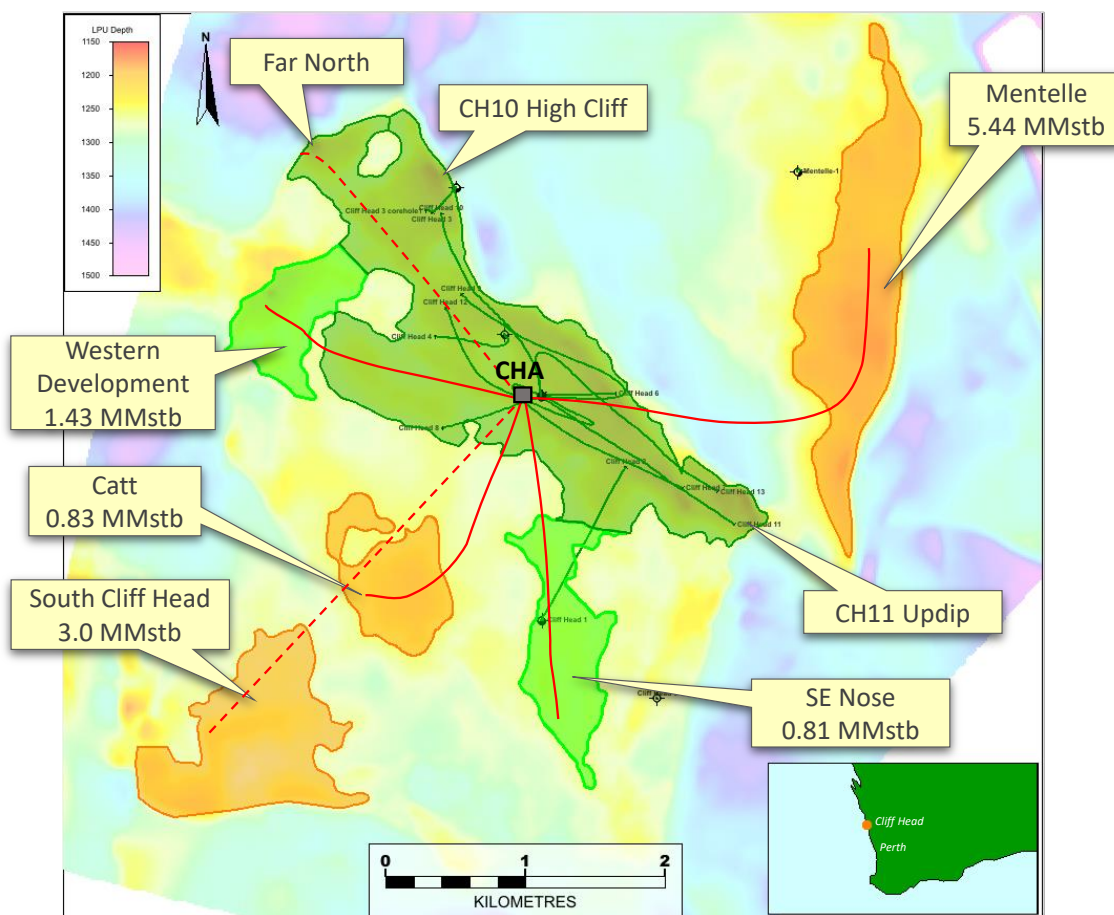 LPU Depth
1150
1200
1250
1300
1350
1400
1450
1500
N
Far North
CH10 High Cliff
Mentelle
5.44 MMstb
Mentelle-1
Cliff Head 3 corehole1
Cliff Head 10
Cliff Head 3
Cliff Head 12
Cliff Head 4
Western
Development
1.43 MMstb
CHA
Cliff Head 6
Cliff Head 8
Catt
0.83 MMstb
Cliff Head 13
Cliff Head 11
South Cliff Head
3.0 MMstb
CH11 Updip
Cliff Head 1
SE Nose
0.81 MMstb
Cliff Head
Perth
0
1
2
KILOMETRES